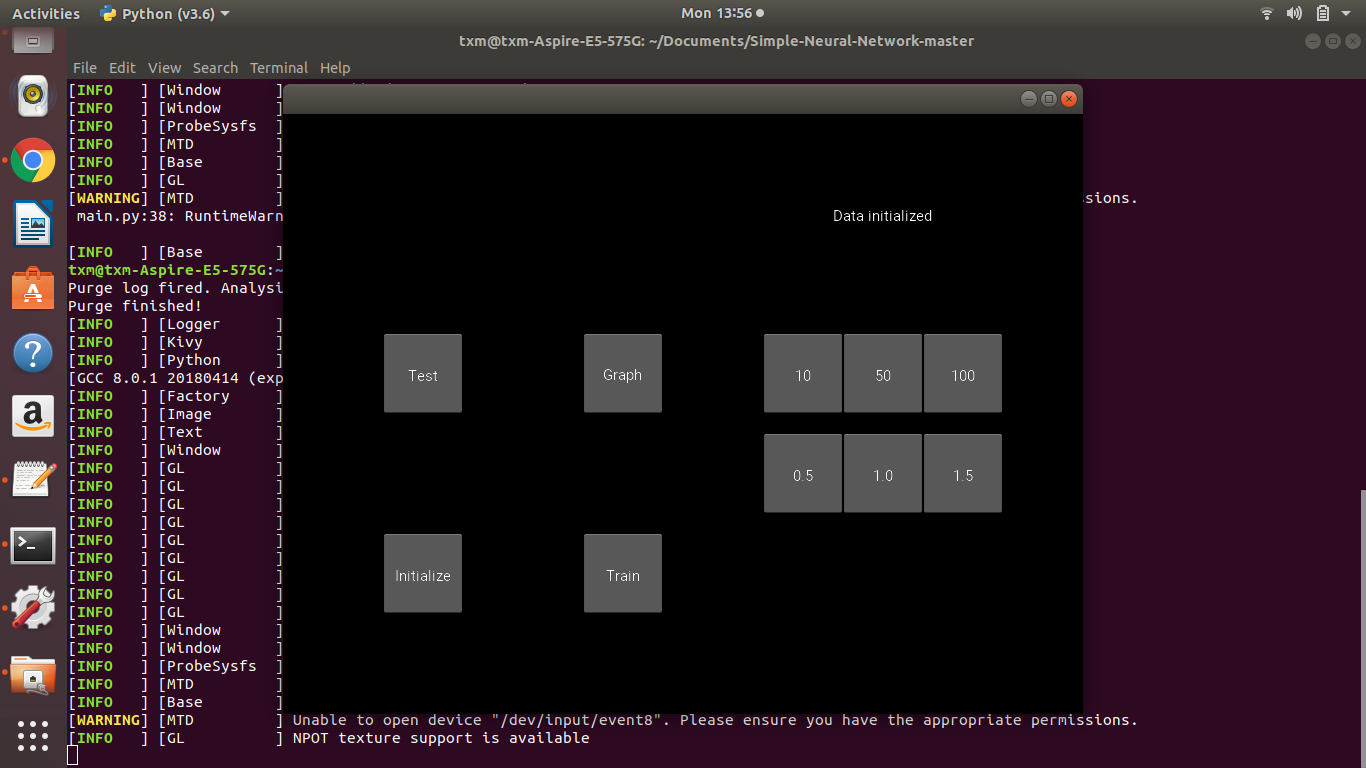 Activities Python (v3.6) Mon 13:56
txm@txm-Aspire-E5-575G: ~/Documents/Simple-Neural-Network-master
File Edit View Search Terminal Help
[INFO ] [Window ]
[INFO ] [Window ]
[INFO ] [ProbeSysfs ]
[INFO ] [MTD ]
[INFO ] [Base ]
[INFO ] [GL ]
[WARNING] [MTD ] sions.
main.py:38: RuntimeWarn
[INFO ] [Base ]
txm@txm-Aspire-E5-575G:~
Purge log fired. Analysi
Purge finished!
[INFO ] [Logger ]
[INFO ] [Kivy ]
[INFO ] [Python ]
[GCC 8.0.1 20180414 (exp
[INFO ] [Factory ]
[INFO ] [Image ]
[INFO ] [Text ]
[INFO ] [Window ]
[INFO ] [GL ]
[INFO ] [GL ]
[INFO ] [GL ]
[INFO ] [GL ]
[INFO ] [GL ]
[INFO ] [GL ]
[INFO ] [GL ]
[INFO ] [GL ]
[INFO ] [GL ]
[INFO ] [Window ]
[INFO ] [Window ]
[INFO ] [ProbeSysfs ]
[INFO ] [MTD ]
[INFO ] [Base ]
[WARNING] [MTD ] Unable to open device "/dev/input/event8". Please ensure you have the appropriate permissions.
[INFO ] [GL ] NPOT texture support is available
Data initialized
Test Graph 10 50 100
0.5 1.0 1.5
Initialize Train